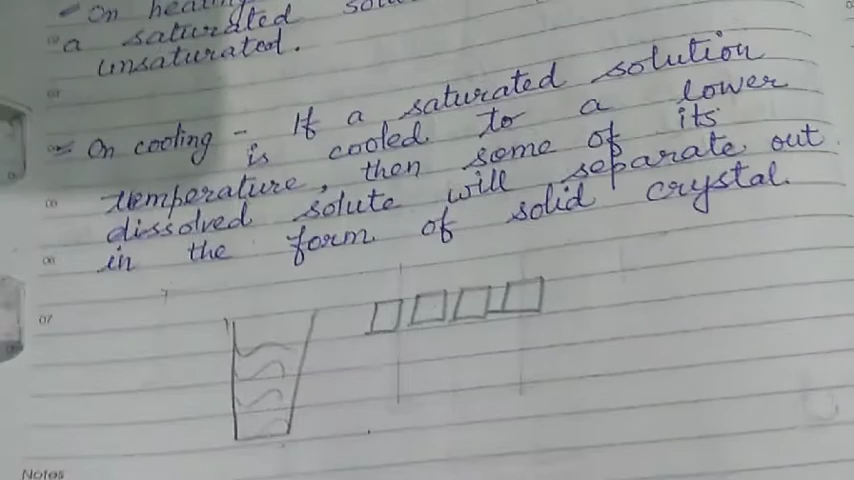 On heating
a saturated
unsaturated.
On cooling - If a saturated solution
is cooled to a lower
temperature, then some of its
dissolved solute will separate out
in the form of solid crystal.
07
Notes